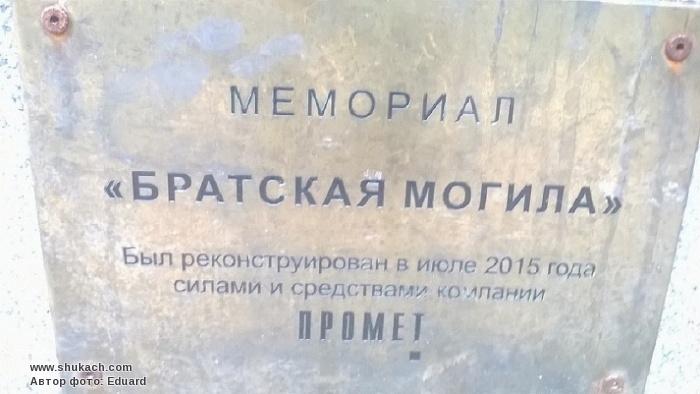 МЕМОРИАЛ
«БРАТСКАЯ МОГИЛА»
Был реконструирован в июле 2015 года
силами и средствами компании
ПРОМЕТ
www.shukach.com
Автор фото: Eduard